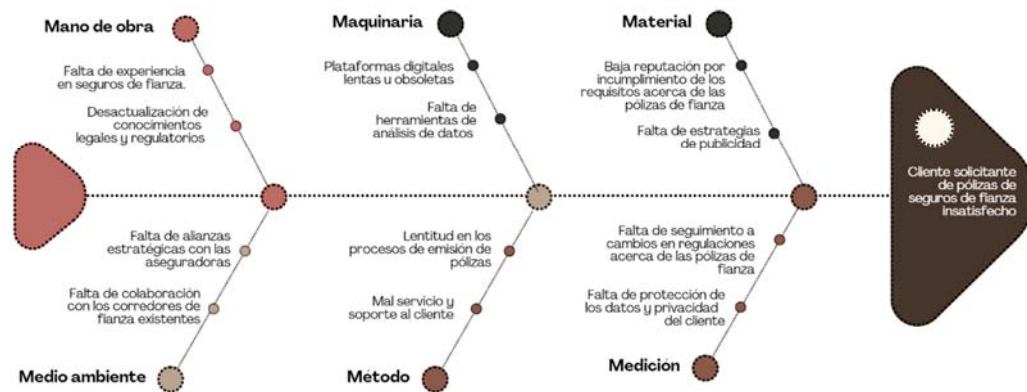 Mano de obra
Falta de experiencia
en seguros de fianza.
Desactualización de
conocimientos
legales y regulatorios
Maquinaria
Plataformas digitales
lentas u obsoletas
Falta de
herramientas de
análisis de datos
Material
Baja reputación por
incumplimiento de los
requisitos acerca de las
pólizas de fianza
Falta de estrategias
de publicidad
Cliente solicitante
de pólizas de
seguros de fianza
insatisfecho
Falta de alianzas
estratégicas con las
aseguradoras
Falta de colaboración
con los corredores de
fianza existentes
Medio ambiente
Lentitud en los
procesos de emisión de
pólizas
Mal servicio y
soporte al cliente
Método
Falta de seguimiento a
cambios en regulaciones
acerca de las pólizas de
fianza
Falta de protección de
los datos y privacidad
del cliente
Medición